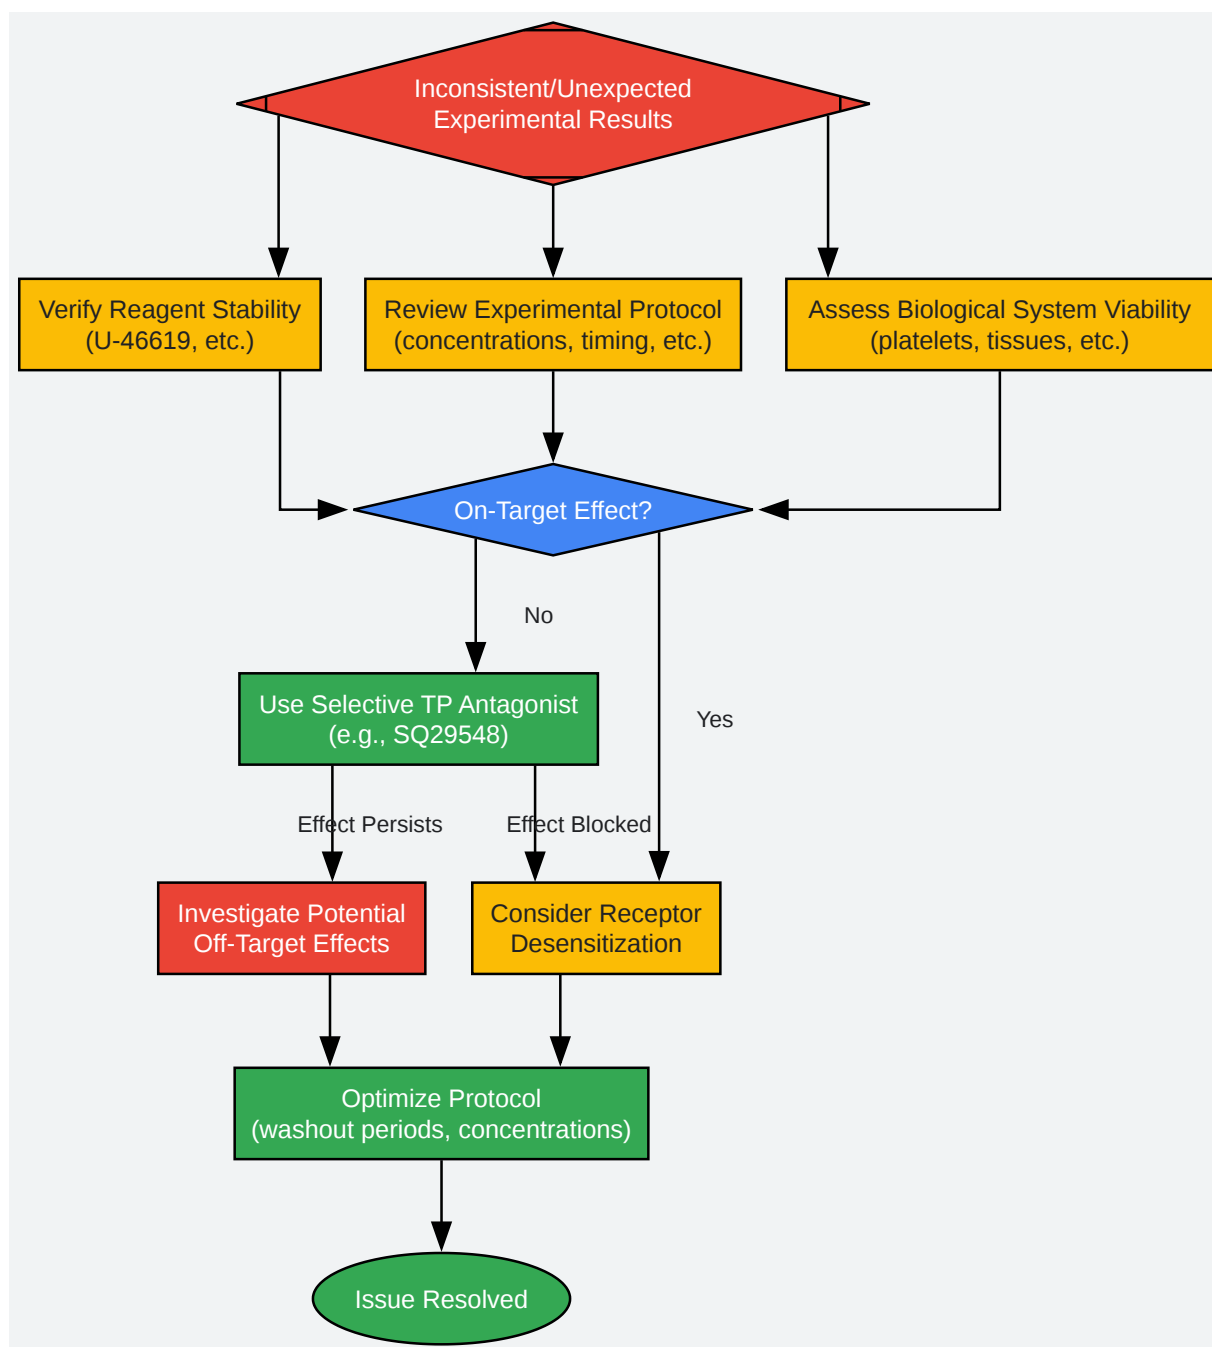 Inconsistent/Unexpected
Experimental Results
Verify Reagent Stability
(U-46619, etc.)
Review Experimental Protocol
(concentrations, timing, etc.)
Assess Biological System Viability
(platelets, tissues, etc.)
On-Target Effect?
No
Use Selective TP Antagonist
(e.g., SQ29548)
Yes
Effect Persists
Effect Blocked
Investigate Potential
Off-Target Effects
Consider Receptor
Desensitization
Optimize Protocol
(washout periods, concentrations)
Issue Resolved